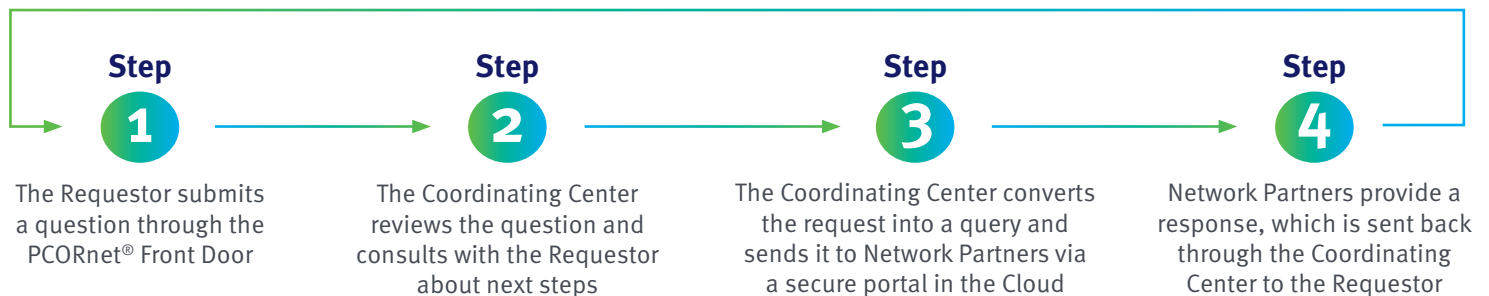 Step
1
The Requestor submits
a question through the
PCORnet® Front Door
Step
2
The Coordinating Center
reviews the question and
consults with the Requestor
about next steps
Step
3
The Coordinating Center converts
the request into a query and
sends it to Network Partners via
a secure portal in the Cloud
Step
4
Network Partners provide a
response, which is sent back
through the Coordinating
Center to the Requestor